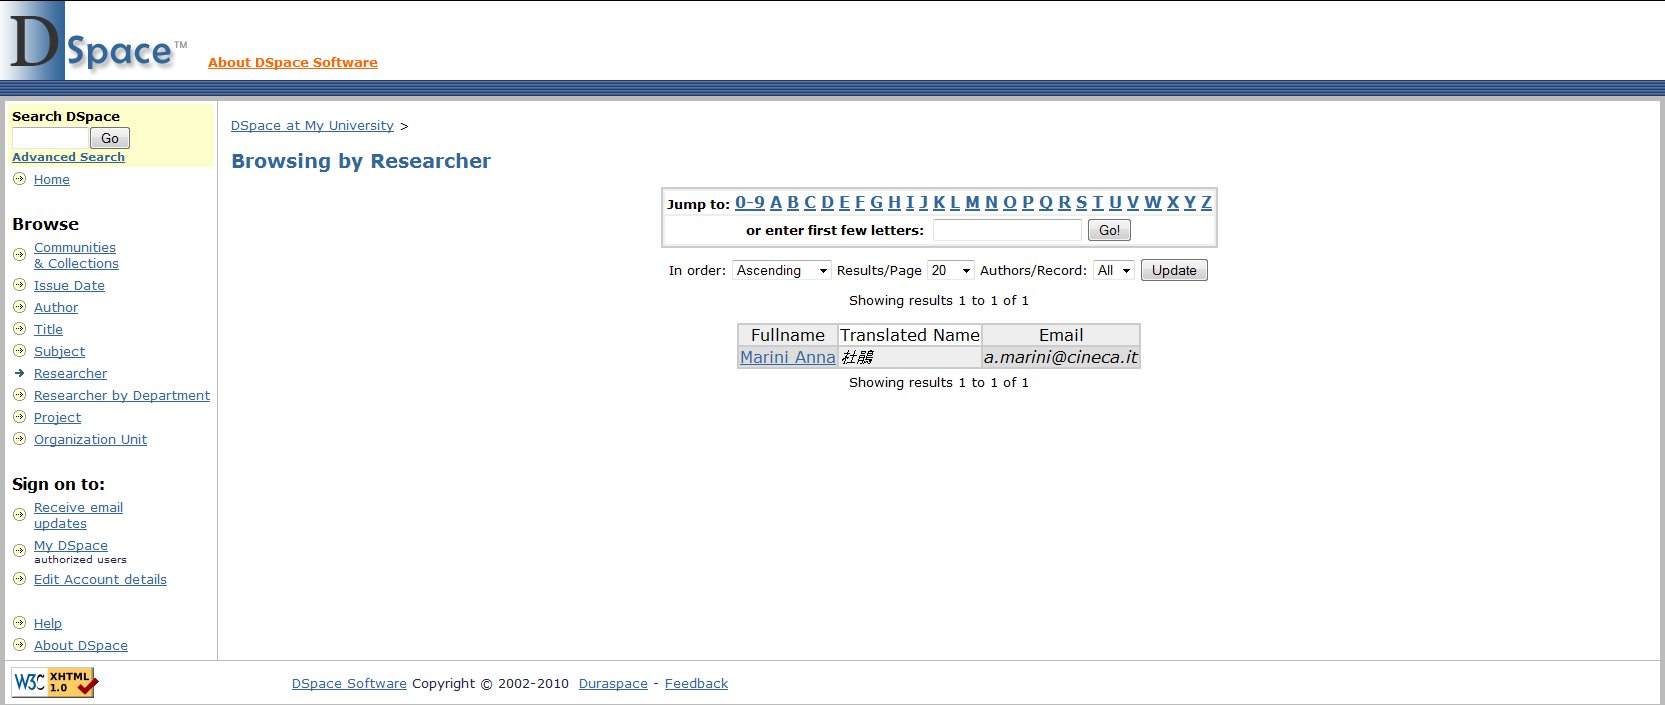 DSpace™
About DSpace Software
Search DSpace
Go
Advanced Search
Home
Browse
Communities
& Collections
Issue Date
Author
Title
Subject
Researcher
Researcher by Department
Project
Organization Unit
Sign on to:
Receive email
updates
My DSpace
authorized users
Edit Account details
Help
About DSpace
DSpace at My University >
Browsing by Researcher
Jump to: 0-9 A B C D E F G H I J K L M N O P Q R S T U V W X Y Z
or enter first few letters: Go!
In order: Ascending Results/Page 20 Authors/Record: All Update
Showing results 1 to 1 of 1
Fullname Translated Name Email
Marini Anna 杜鵑 a.marini@cineca.it
Showing results 1 to 1 of 1
W3C XHTML
1.0
DSpace Software Copyright © 2002-2010 Duraspace - Feedback